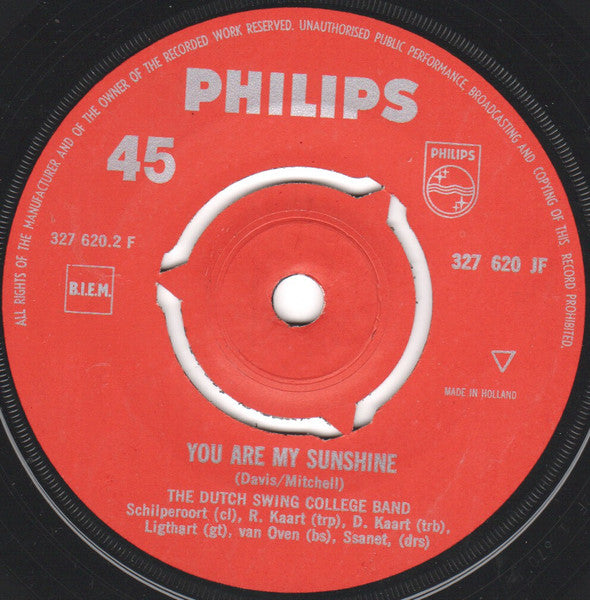 ALL RIGHTS OF THE MANUFACTURER AND OF THE OWNER OF THE RECORDED WORK RESERVED. UNAUTHORISED PUBLIC PERFORMANCE, BROADCASTING AND COPYING OF THIS RECORD PROHIBITED.
PHILIPS
45
PHILIPS
327 620.2 F
327 620 JF
B.I.E.M.
MADE IN HOLLAND
YOU ARE MY SUNSHINE
(Davis/Mitchell)
THE DUTCH SWING COLLEGE BAND
Schilperoort (cl), R. Kaart (trp), D. Kaart (trb),
Ligthart (gt), van Oven (bs), Ssanet, (drs)